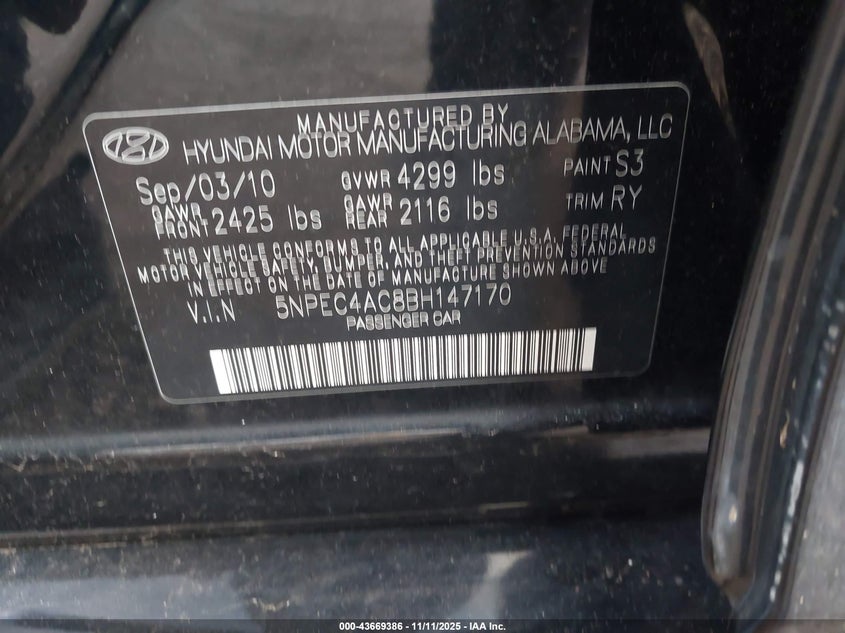 MANUFACTURED BY
HYUNDAI MOTOR MANUFACTURING ALABAMA, LLC
Sep/03/10 GVWR 4299 lbs PAINT S3
GAWR FRONT 2425 lbs GAWR REAR 2116 lbs TRIM RY
THIS VEHICLE CONFORMS TO ALL APPLICABLE U.S.A. FEDERAL
MOTOR VEHICLE SAFETY, BUMPER, AND THEFT PREVENTION STANDARDS
IN EFFECT ON THE DATE OF MANUFACTURE SHOWN ABOVE.
V.I.N 5NPEC4AC8BH147170
PASSENGER CAR
000-43669386 - 11/11/2025 - IAA Inc.